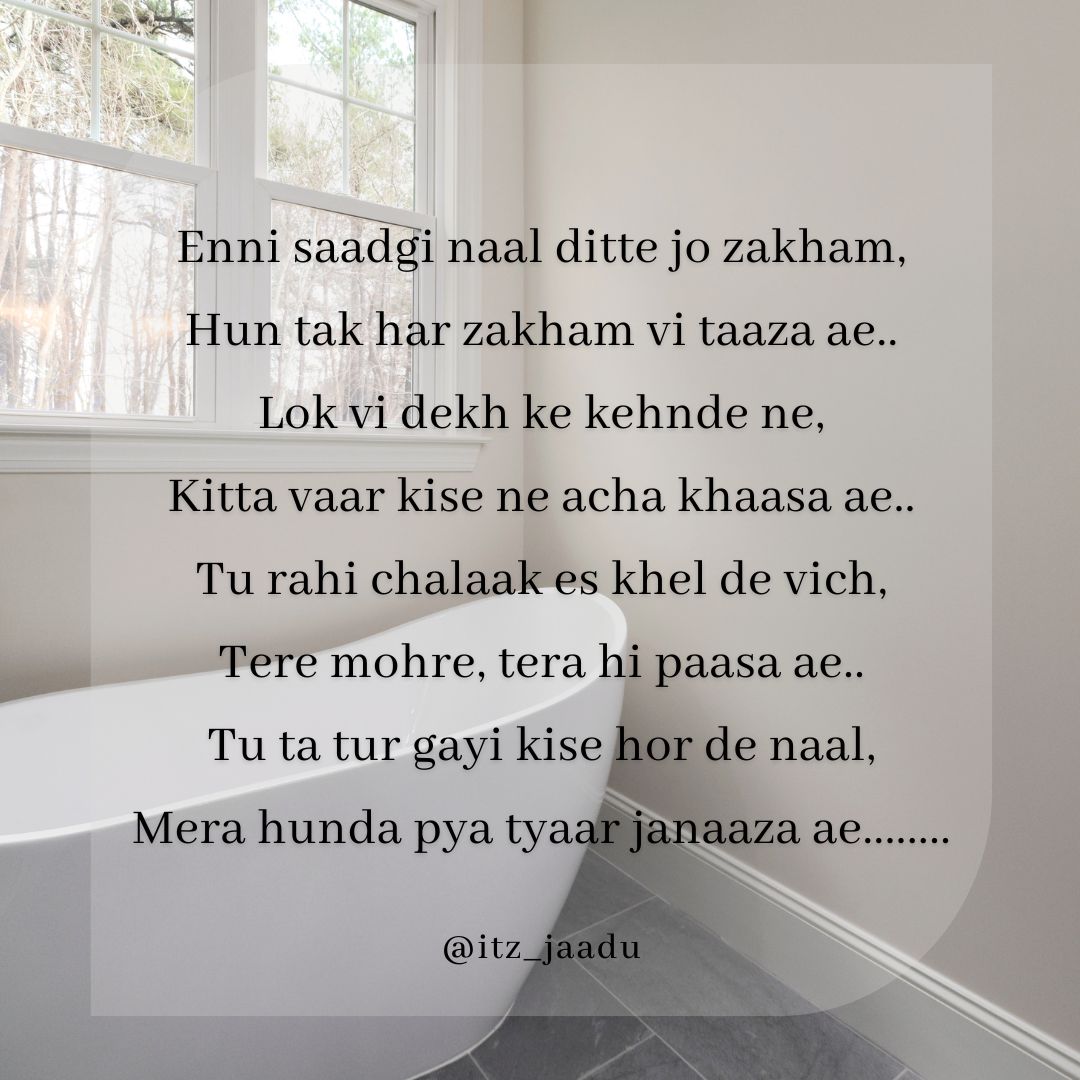 Enni saadgi naal ditte jo zakham,
Hun tak har zakham vi taaza ae..
Lok vi dekh ke kehnde ne,
Kitta vaar kise ne acha khaasa ae..
Tu rahi chalaak es khel de vich,
Tere mohre, tera hi paasa ae..
Tu ta tur gayi kise hor de naal,
Mera hunda pya tyaar janaaza ae........
@itz_jaadu